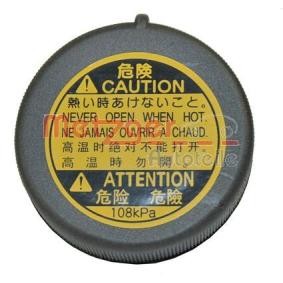 危険
CAUTION
熱い時あけないこと。
NEVER OPEN WHEN HOT.
NE JAMAIS OUVRIR À CHAUD.
高温时绝对不能打开。
高温時勿開。
ATTENTION
危险 危險
108kPa